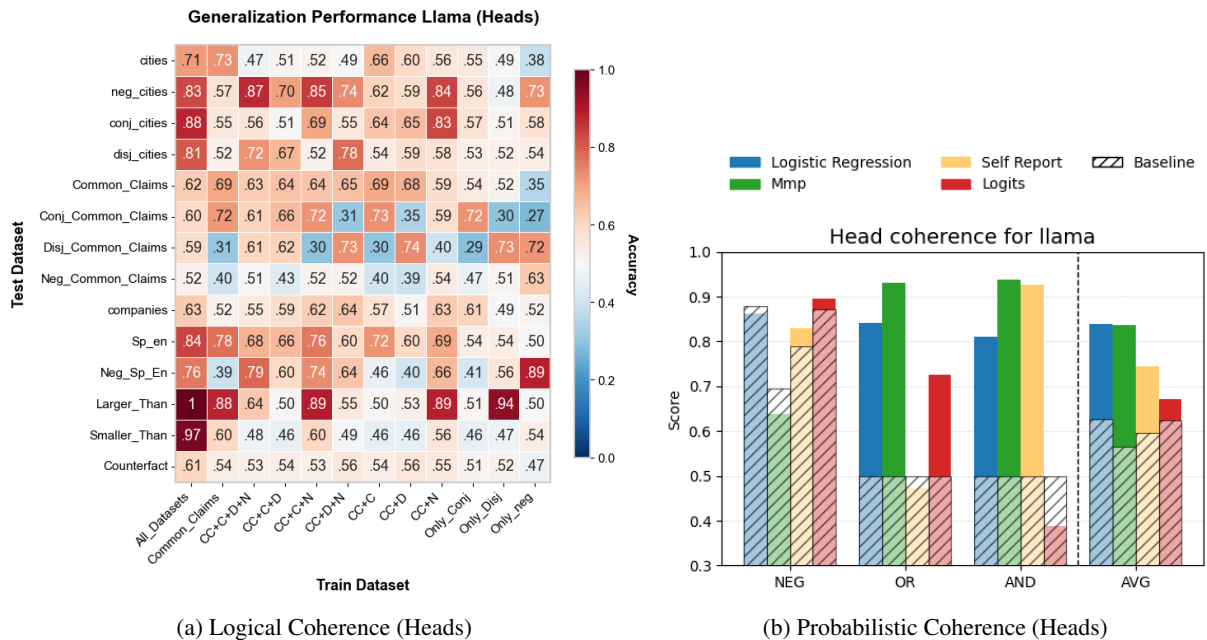 Generalization Performance Llama (Heads)
Test Dataset
cities .71 .73 .47 .51 .52 .49 .66 .60 .56 .55 .49 .38
neg_cities .83 .57 .87 .70 .85 .74 .62 .59 .84 .56 .48 .73
conj_cities .88 .55 .56 .51 .69 .55 .64 .65 .83 .57 .51 .58
disj_cities .81 .52 .72 .67 .52 .78 .54 .59 .58 .53 .52 .54
Common_Claims .62 .69 .63 .64 .64 .65 .69 .68 .59 .54 .52 .35
Conj_Common_Claims .60 .72 .61 .66 .72 .31 .73 .35 .59 .72 .30 .27
Disj_Common_Claims .59 .31 .61 .62 .30 .73 .30 .74 .40 .29 .73 .72
Neg_Common_Claims .52 .40 .51 .43 .52 .52 .40 .39 .54 .47 .51 .63
companies .63 .52 .55 .59 .62 .64 .57 .51 .63 .61 .49 .52
Sp_en .84 .78 .68 .66 .76 .60 .72 .60 .69 .54 .54 .50
Neg_Sp_En .76 .39 .79 .60 .74 .64 .46 .40 .66 .41 .56 .89
Larger_Than 1 .88 .64 .50 .89 .55 .50 .53 .89 .51 .94 .50
Smaller_Than .97 .60 .48 .46 .60 .49 .46 .46 .56 .46 .47 .54
Counterfact .61 .54 .53 .54 .53 .56 .54 .56 .55 .51 .52 .47
All_Datasets Common_Claims CC+C+D+N CC+C+D CC+C+N CC+D+N CC+C CC+D CC+N Only_Conj Only_Disj Only_neg
Train Dataset
1.0
0.8
0.6
0.4
0.2
0.0
Accuracy
(a) Logical Coherence (Heads)
Logistic Regression Self Report Baseline
Mmp Logits
Head coherence for llama
Score
1.0
0.9
0.8
0.7
0.6
0.5
0.4
0.3
NEG OR AND AVG
(b) Probabilistic Coherence (Heads)